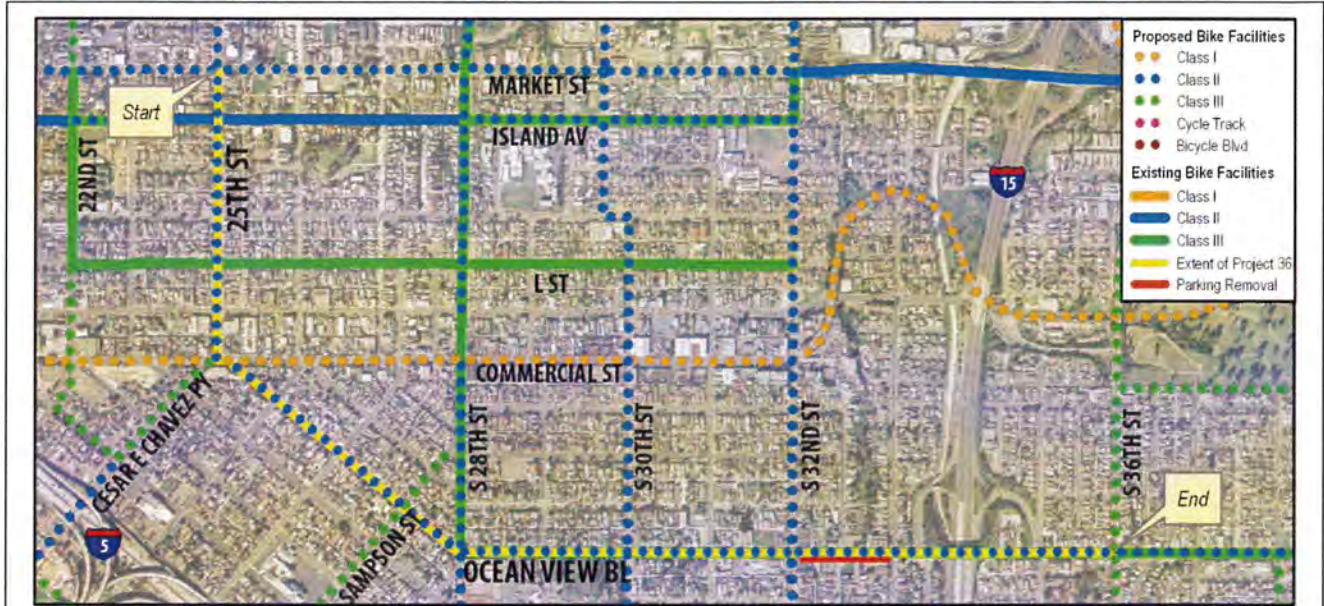 Proposed Bike Facilities
Class I
Class II
Class III
Cycle Track
Bicycle Blvd
Existing Bike Facilities
Class I
Class II
Class III
Extent of Project 36
Parking Removal
MARKET ST
Start
ISLAND AV
22ND ST
25TH ST
15
L ST
COMMERCIAL ST
CESAR E CHAVEZ PY
S 28TH ST
S 30TH ST
S 32ND ST
S 36TH ST
End
5
SAMPSON ST
OCEAN VIEW BL